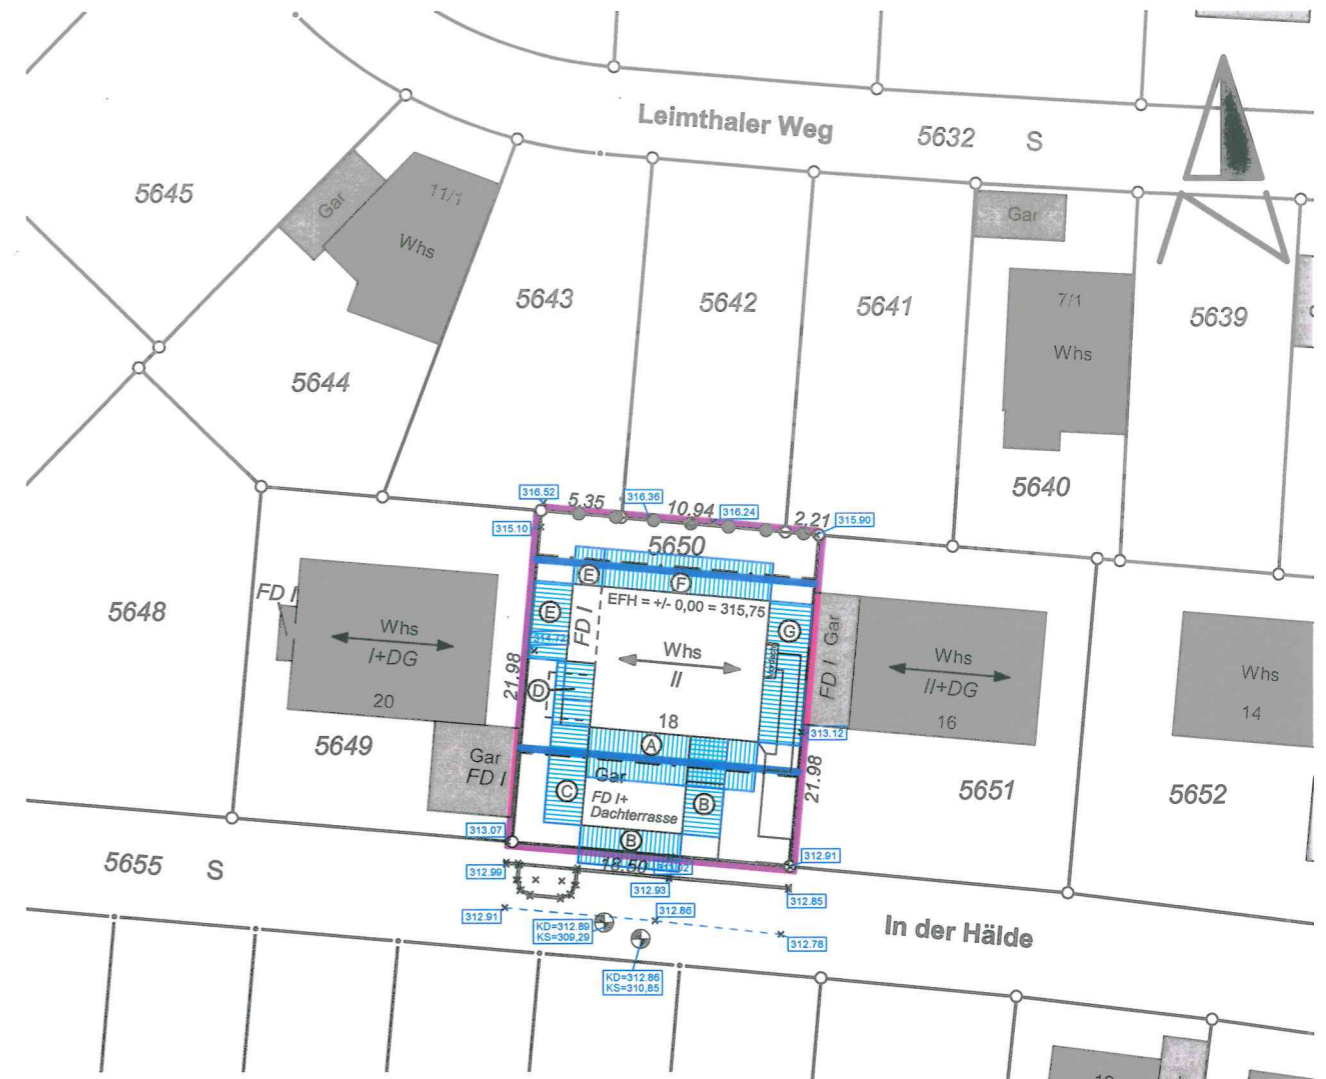 Leimthaler Weg
5632
S
5645
Gar
11/1
Whs
Gar
5643
5642
5641
7/1
Whs
5639
5644
5640
316.52
5.35
316.36
10.94
316.24
2.21
315.90
315.10
5650
E
F
EFH = +/- 0,00 = 315,75
5648
FD I
Whs
I+DG
20
E
FD I
Whs
II
18
G
FD I Gar
Whs
II+DG
16
Whs
14
21.98
D
A
313.12
5649
Gar
FD I
C
Gar
FD I+
Dachterrasse
B
21.98
5651
5652
313.07
B
18.50
312.91
5655
S
312.99
312.93
312.85
312.91
312.86
KD=312.89
KS=309,29
312.78
In der Hälde
KD=312.86
KS=310,85